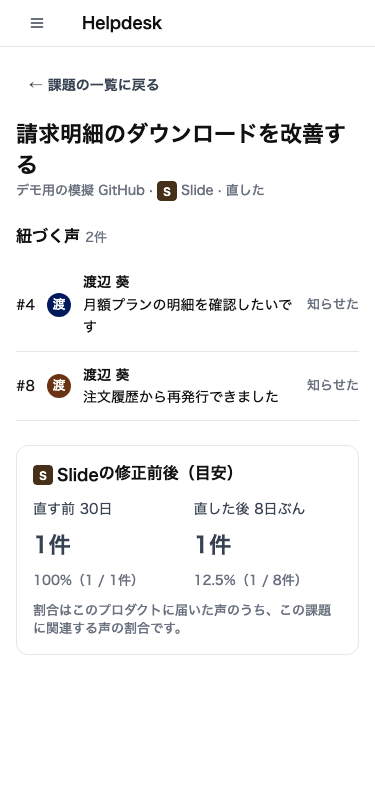 Helpdesk
← 課題の一覧に戻る
請求明細のダウンロードを改善す
る
デモ用の模擬 GitHub · S Slide · 直した
紐づく声 2件
渡辺 葵
#4 渡 月額プランの明細を確認したいで 知らせた
す
渡辺 葵
#8 渡 注文履歴から再発行できました 知らせた
S Slideの修正前後（目安）
直す前 30日 直した後 8日ぶん
1件 1件
100%（1 / 1件） 12.5%（1 / 8件）
割合はこのプロダクトに届いた声のうち、この課題
に関連する声の割合です。